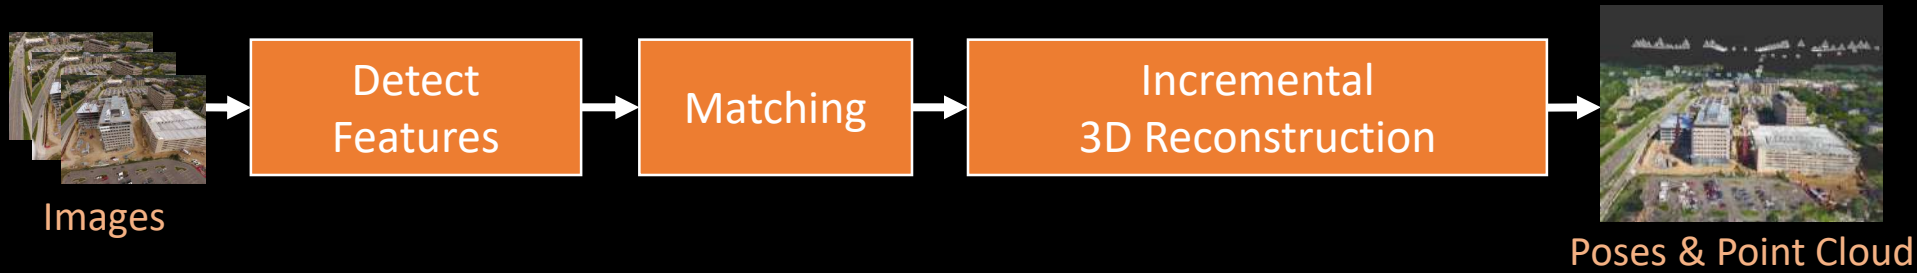 Detect
Features
Matching
Incremental
3D Reconstruction
Images
Poses & Point Cloud